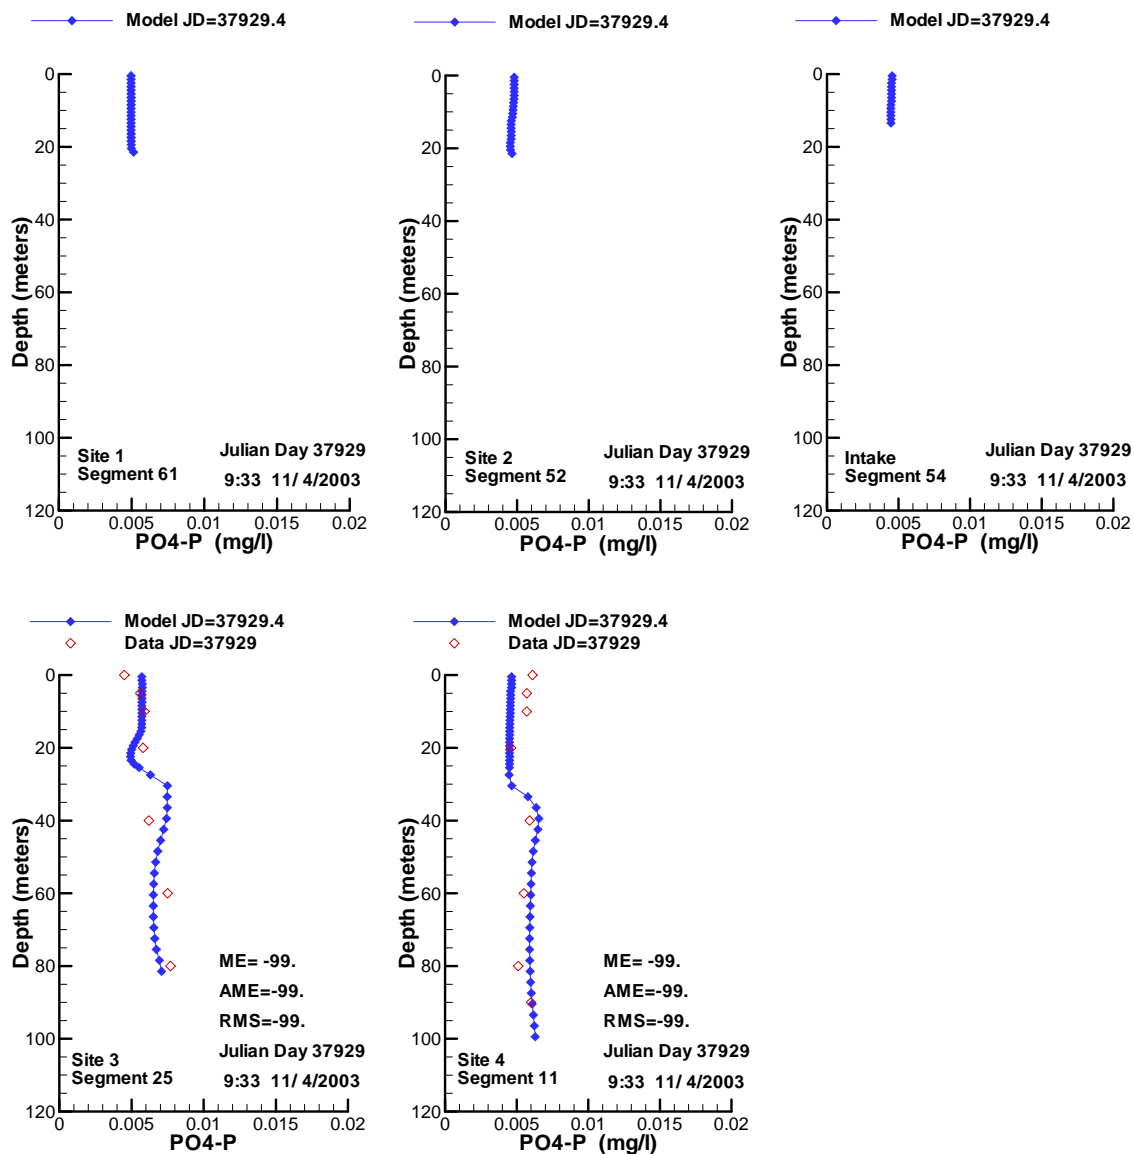 Model JD=37929.4
0
20
40
60
80
100
120
Depth (meters)
Site 1
Segment 61
Julian Day 37929
9:33 11/ 4/2003
0 0.005 0.01 0.015 0.02
PO4-P (mg/l)
Model JD=37929.4
0
20
40
60
80
100
120
Depth (meters)
Site 2
Segment 52
Julian Day 37929
9:33 11/ 4/2003
0 0.005 0.01 0.015 0.02
PO4-P (mg/l)
Model JD=37929.4
0
20
40
60
80
100
120
Depth (meters)
Intake
Segment 54
Julian Day 37929
9:33 11/ 4/2003
0 0.005 0.01 0.015 0.02
PO4-P (mg/l)
Model JD=37929.4
Data JD=37929
0
20
40
60
80
100
120
Depth (meters)
ME= -99.
AME=-99.
RMS=-99.
Site 3
Segment 25
Julian Day 37929
9:33 11/ 4/2003
0 0.005 0.01 0.015 0.02
PO4-P
Model JD=37929.4
Data JD=37929
0
20
40
60
80
100
120
Depth (meters)
ME= -99.
AME=-99.
RMS=-99.
Site 4
Segment 11
Julian Day 37929
9:33 11/ 4/2003
0 0.005 0.01 0.015 0.02
PO4-P (mg/l)